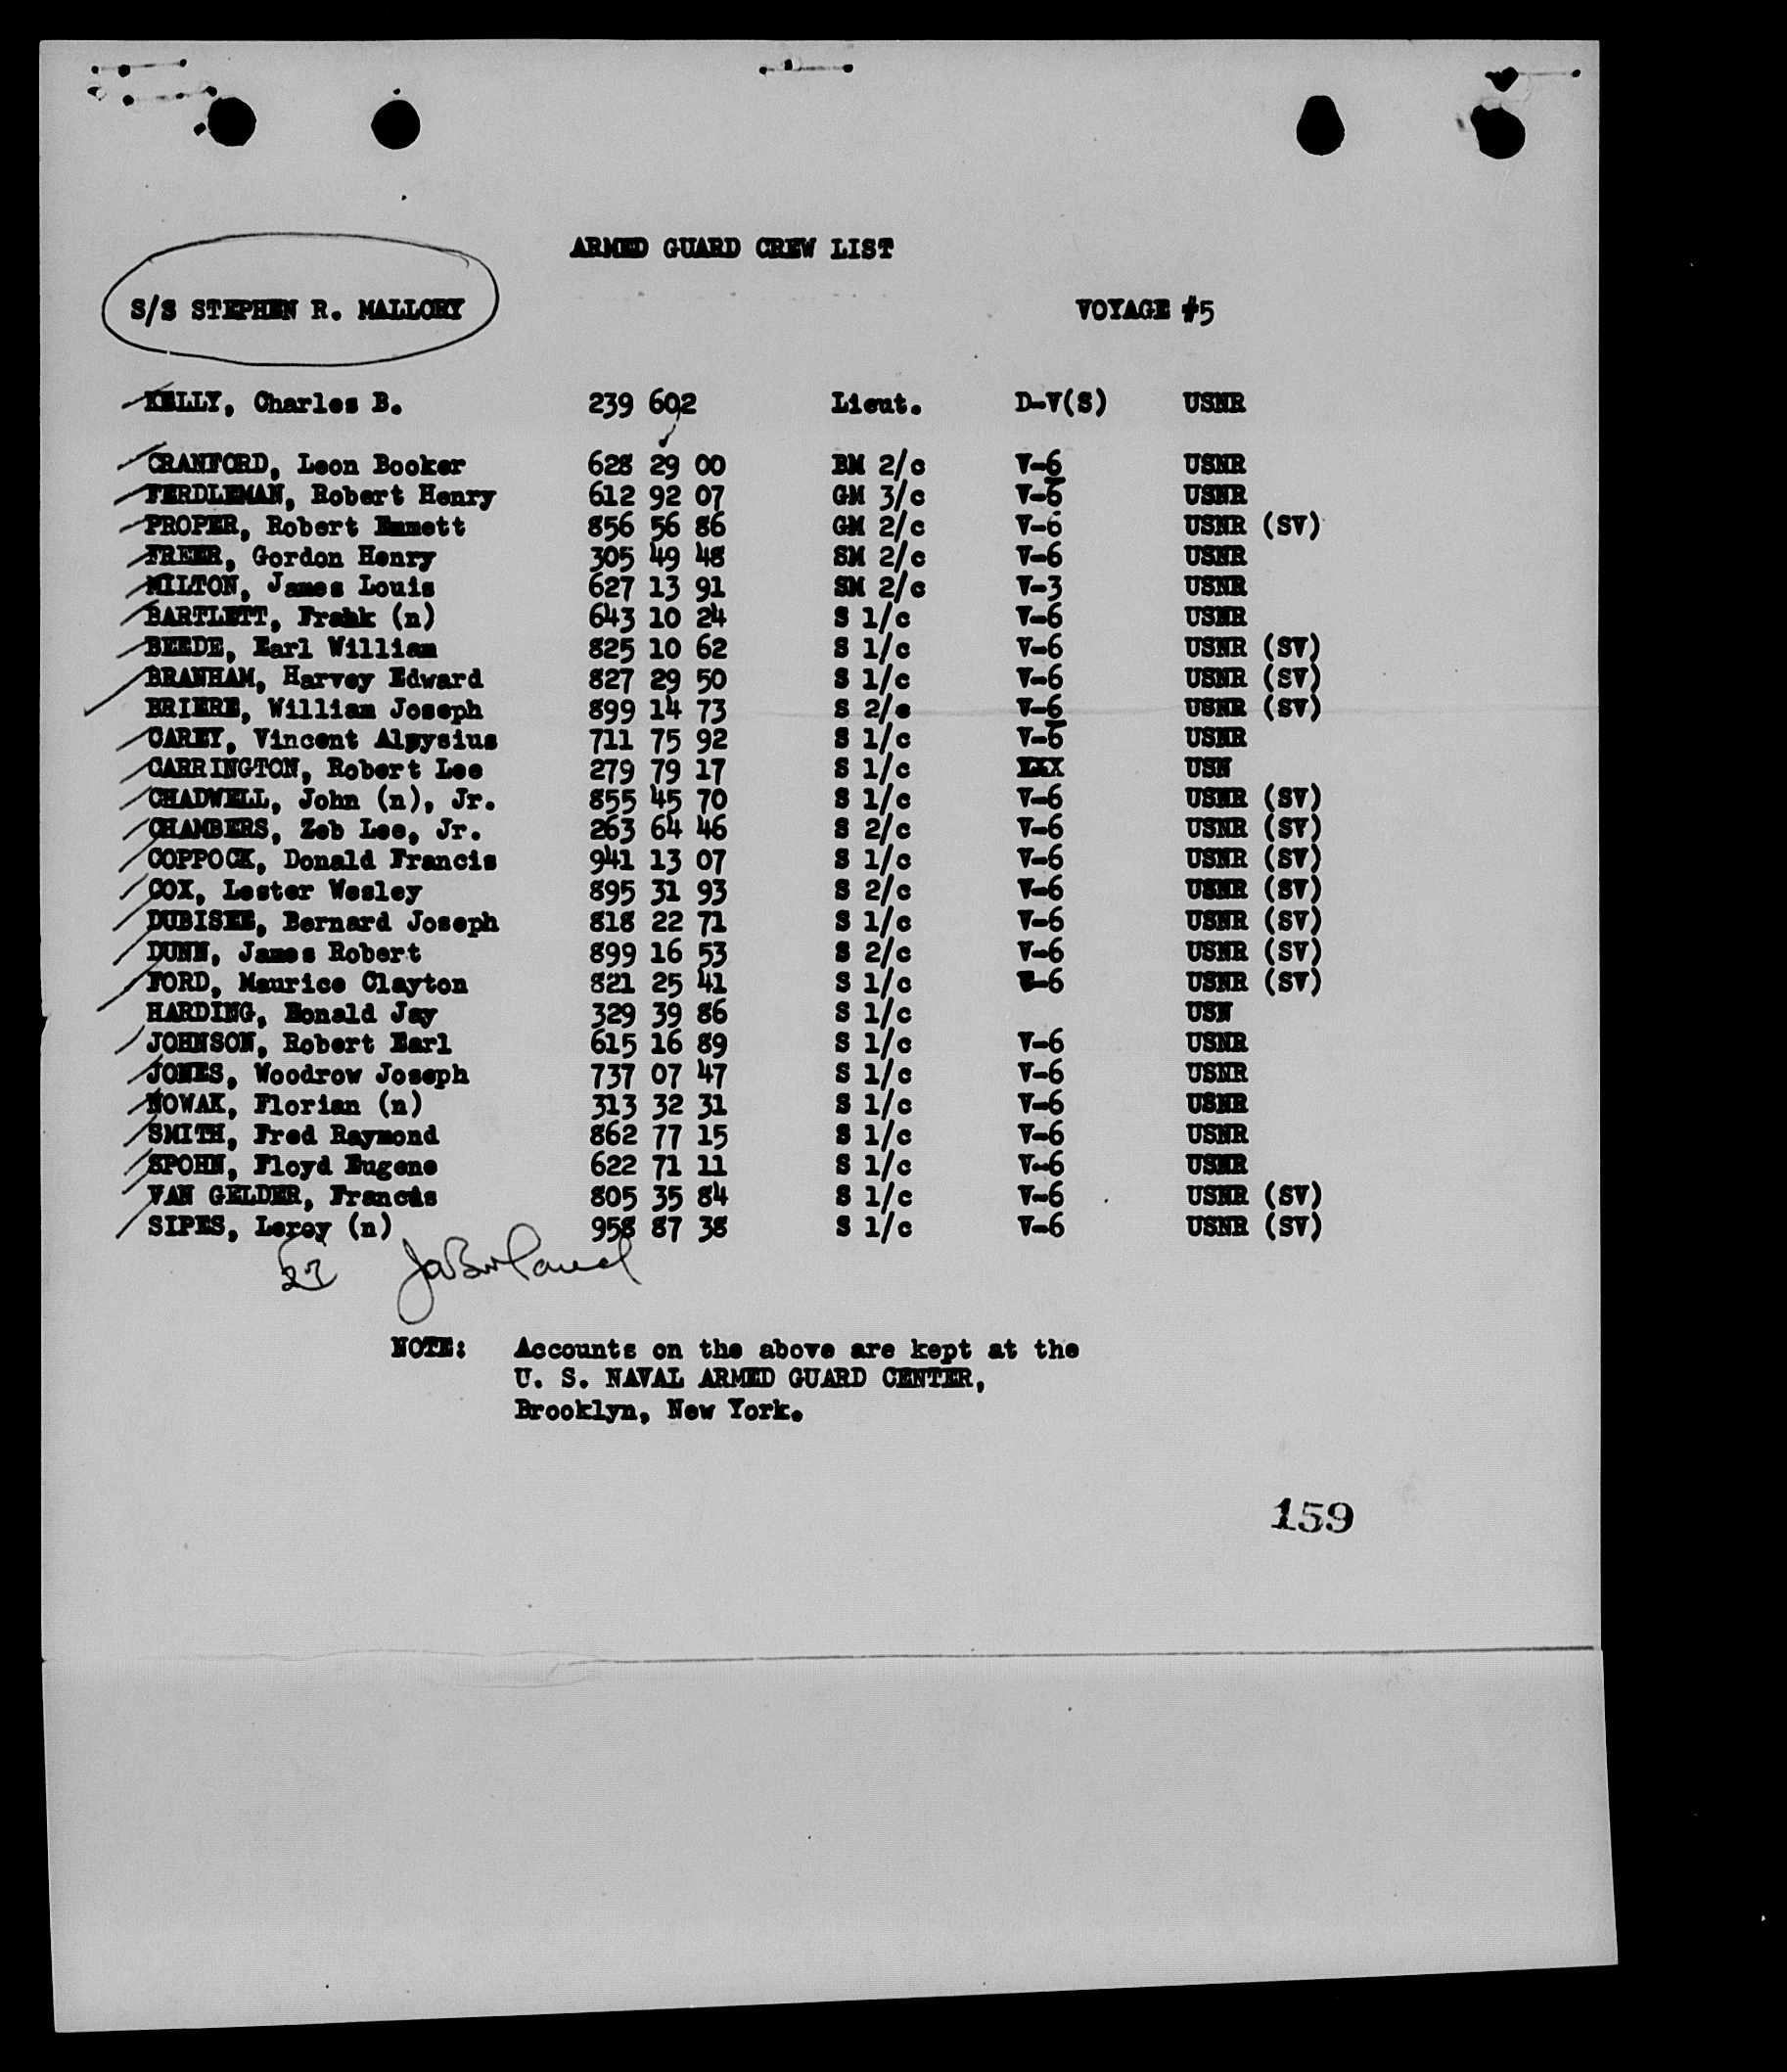 ARMED GUARD CREW LIST
S/S STEPHEN R. MALLORY VOYAGE #5
KELLY, Charles B. 239 602 Lieut. D-V(S) USNR
CRANFORD, Leon Booker 628 29 00 BM 2/c V-6 USNR
FERDLEMAN, Robert Henry 612 92 07 GM 3/c V-6 USNR
PROPER, Robert Emmett 856 56 86 GM 2/c V-6 USNR (SV)
FREER, Gordon Henry 305 49 48 SM 2/c V-6 USNR
MILTON, James Louis 627 13 91 SM 2/c V-3 USNR
BARTLETT, Frank (n) 643 10 24 S 1/c V-6 USNR
BEEDE, Earl William 825 10 62 S 1/c V-6 USNR (SV)
BRANHAM, Harvey Edward 827 29 50 S 1/c V-6 USNR (SV)
BRIERE, William Joseph 899 14 73 S 2/c V-6 USNR (SV)
CAREY, Vincent Aloysius 711 75 92 S 1/c V-6 USNR
CARRINGTON, Robert Lee 279 79 17 S 1/c XXX USN
CHADWELL, John (n), Jr. 855 45 70 S 1/c V-6 USNR (SV)
CHAMBERS, Zeb Lee, Jr. 263 64 46 S 2/c V-6 USNR (SV)
COPPOCK, Donald Francis 941 13 07 S 1/c V-6 USNR (SV)
COX, Lester Wesley 895 31 93 S 2/c V-6 USNR (SV)
DUBISEE, Bernard Joseph 818 22 71 S 1/c V-6 USNR (SV)
DUNN, James Robert 899 16 53 S 2/c V-6 USNR (SV)
FORD, Maurice Clayton 821 25 41 S 1/c V-6 USNR (SV)
HARDING, Donald Jay 329 39 86 S 1/c USN
JOHNSON, Robert Earl 615 16 89 S 1/c V-6 USNR
JONES, Woodrow Joseph 737 07 47 S 1/c V-6 USNR
NOWAK, Florian (n) 313 32 31 S 1/c V-6 USNR
SMITH, Fred Raymond 862 77 15 S 1/c V-6 USNR
SPOHN, Floyd Eugene 622 71 11 S 1/c V-6 USNR
VAN GELDER, Francis 805 35 84 S 1/c V-6 USNR (SV)
SIPES, Leroy (n) 958 87 38 S 1/c V-6 USNR (SV)
27
NOTE: Accounts on the above are kept at the
U. S. NAVAL ARMED GUARD CENTER,
Brooklyn, New York.
159